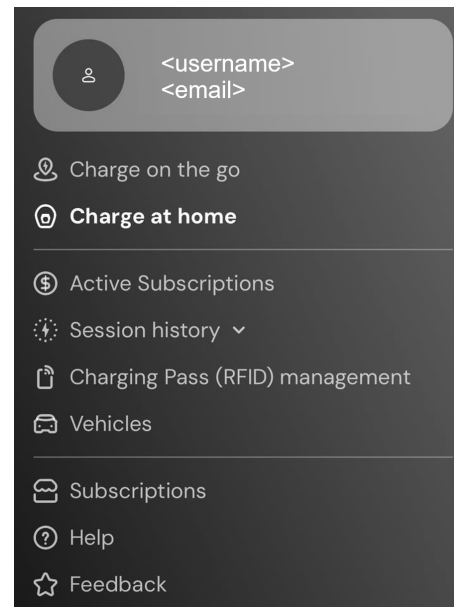 <username>
<email>
Charge on the go
Charge at home
Active Subscriptions
Session history
Charging Pass (RFID) management
Vehicles
Subscriptions
Help
Feedback